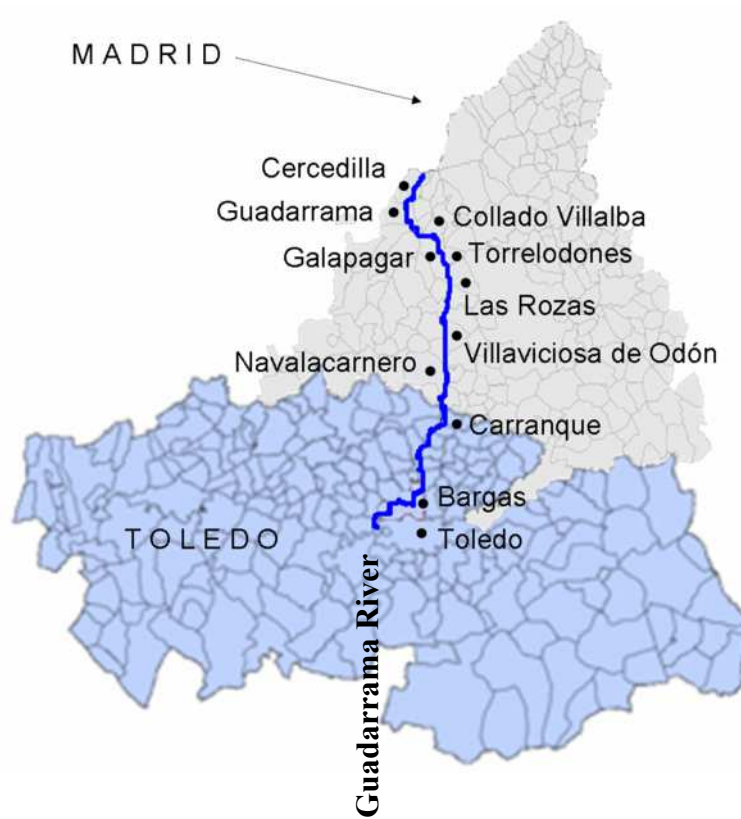 MADRID
Cercedilla
Guadarrama
Collado Villalba
Galapagar
Torrelodones
Las Rozas
Villaviciosa de Odón
Navalacarnero
Carranque
Bargas
TOLEDO
Toledo
Guadarrama River